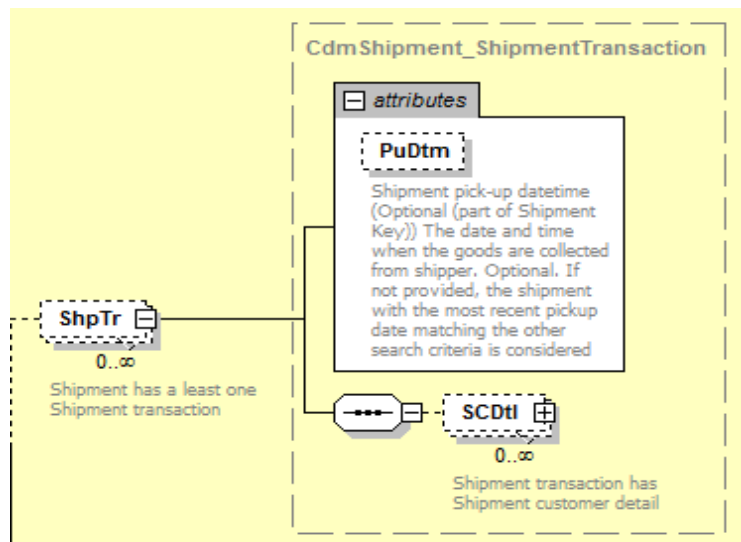 CdmShipment_ShipmentTransaction
attributes
PuDtm
Shipment pick-up datetime
(Optional (part of Shipment
Key)) The date and time
when the goods are collected
from shipper. Optional. If
not provided, the shipment
with the most recent pickup
date matching the other
search criteria is considered
ShpTr
0..∞
Shipment has a least one
Shipment transaction
SCDtl
0..∞
Shipment transaction has
Shipment customer detail